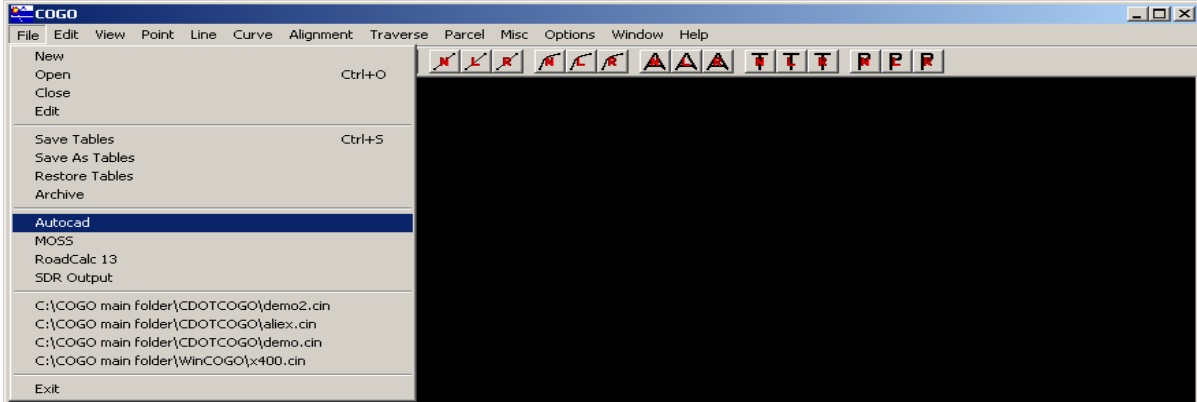 COGO
File Edit View Point Line Curve Alignment Traverse Parcel Misc Options Window Help
New
Open Ctrl+O
Close
Edit
Save Tables Ctrl+S
Save As Tables
Restore Tables
Archive
Autocad
MOSS
RoadCalc 13
SDR Output
C:\COGO main folder\CDOTCOGO\demo2.cin
C:\COGO main folder\CDOTCOGO\aliex.cin
C:\COGO main folder\CDOTCOGO\demo.cin
C:\COGO main folder\WinCOGO\x400.cin
Exit